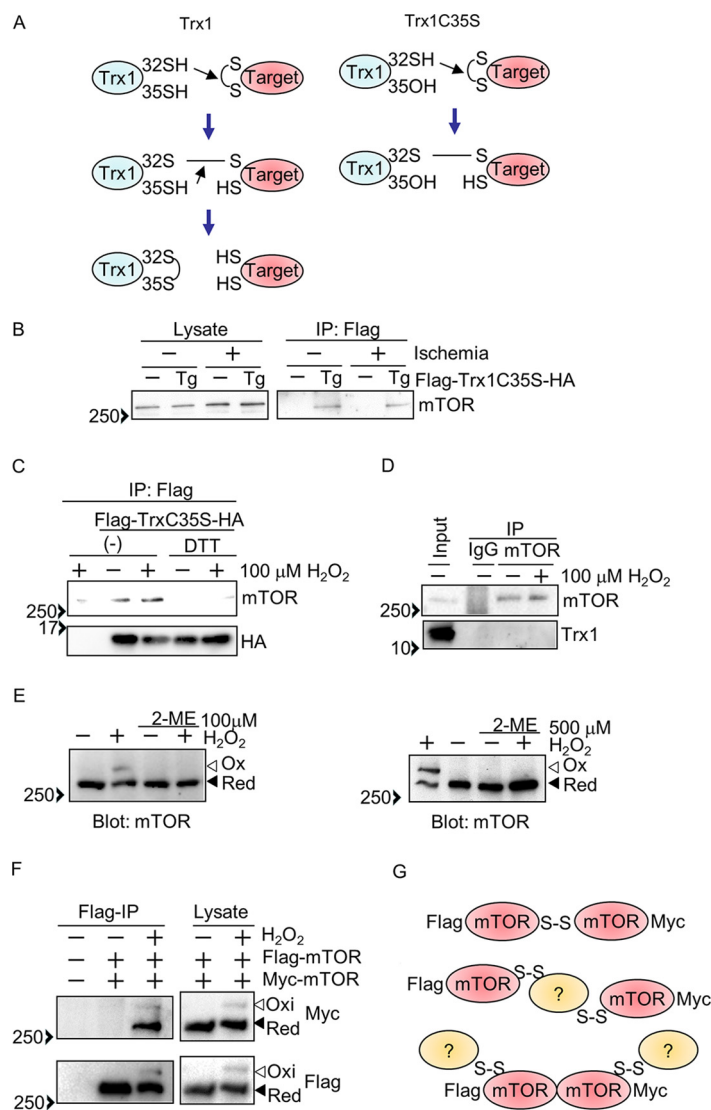 A
Trx1
Trx1C35S
Trx1 32SH 35SH S S Target
Trx1 32SH 35OH S S Target
Trx1 32S 35SH S HS Target
Trx1 32S 35OH S HS Target
Trx1 32S 35S HS HS Target
B
Lysate IP: Flag
− + − + Ischemia
− Tg − Tg − Tg − Tg Flag-Trx1C35S-HA
250 mTOR
C
IP: Flag
Flag-TrxC35S-HA
(-) DTT
+ − + − + 100 μM H2O2
250 mTOR
17 HA
D
Input IP
IgG mTOR
− − − + 100 μM H2O2
250 mTOR
10 Trx1
E
2-ME 100μM
− + − + H2O2
Ox
250 Red
Blot: mTOR
2-ME 500 μM
+ − − + H2O2
Ox
250 Red
Blot: mTOR
F
Flag-IP Lysate
− − + − + H2O2
− + + + + Flag-mTOR
− + + + + Myc-mTOR
Oxi Oxi Myc
250 Red Red
Oxi Oxi Flag
250 Red Red
G
Flag mTOR S-S mTOR Myc
Flag mTOR S-S ? S-S mTOR Myc
? ?
S-S S-S
Flag mTOR mTOR Myc